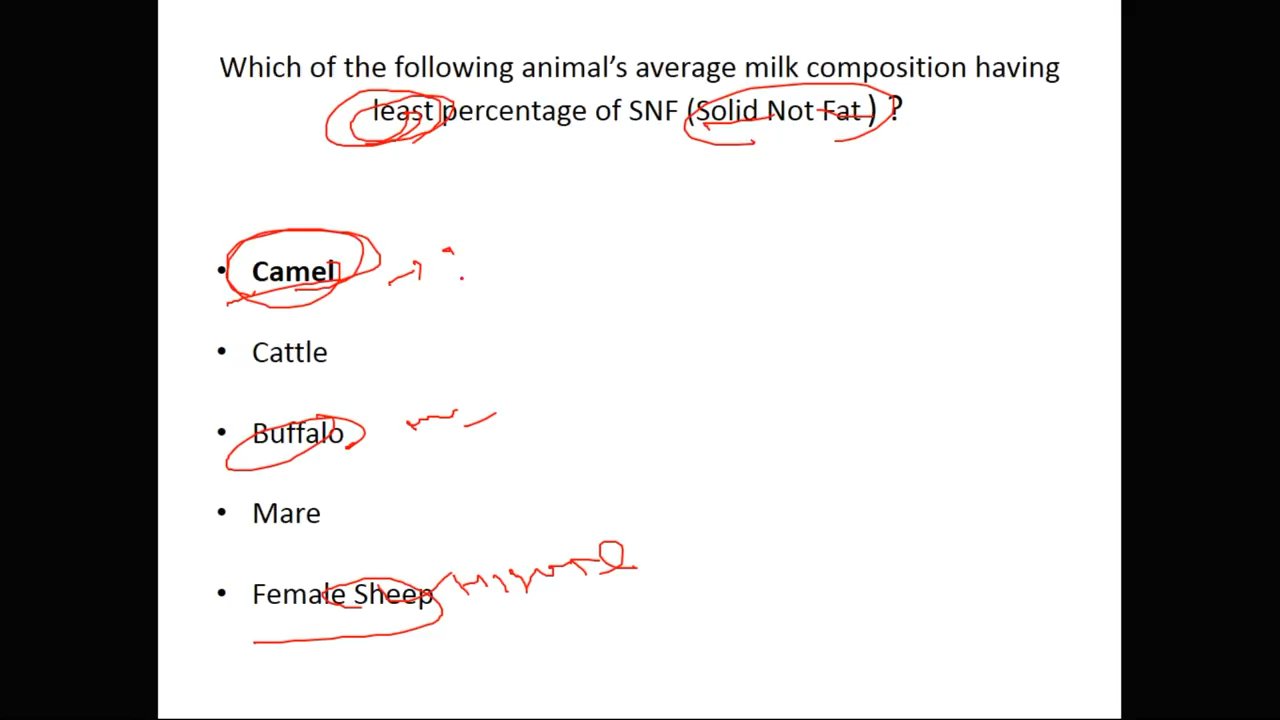 Which of the following animal’s average milk composition having
least percentage of SNF (Solid Not Fat ) ?
• Camel
• Cattle
• Buffalo
• Mare
• Female Sheep